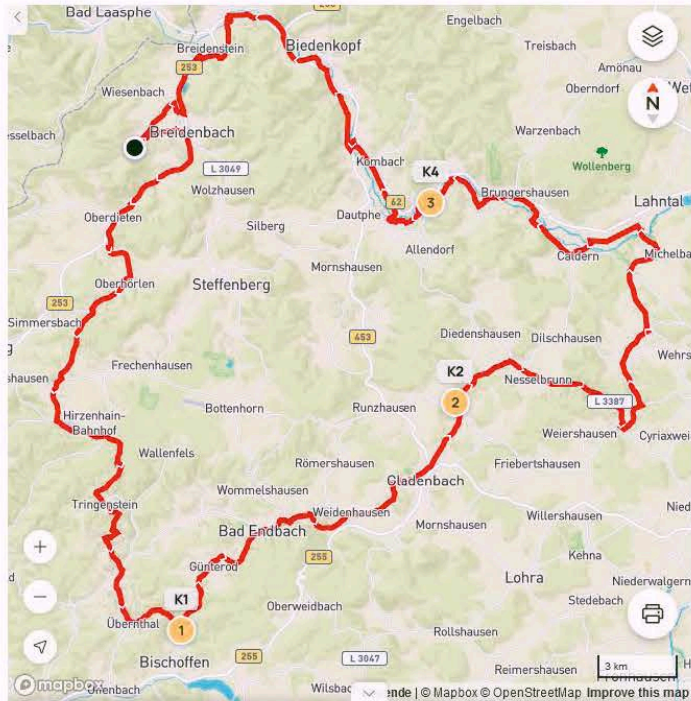 Bad Laasphe
Engelbach
Breidenstein
Biedenkopf
Treisbach
Amönau
253
Oberndorf
N
Wiesenbach
esselbach
Breidenbach
Warzenbach
Wollenberg
L 3049
Kombach
K4
Wolzhausen
62
3
Brungershausen
Lahntal
Oberdieten
Dautphe
Silberg
Allendorf
Caldern
Michelba
Mornshausen
Oberhörlen
Steffenberg
253
Simmersbach
453
Diedenshausen
Dilschhausen
Wehrs
Frechenhausen
K2
shausen
Nesselbrunn
2
L 3387
Bottenhorn
Runzhausen
Hirzenhain-
Bahnhof
Weiershausen
Cyriaxwei
Wallenfels
Römershausen
Friebertshausen
Gladenbach
Wommelshausen
Tringenstein
Weidenhausen
Willershausen
Bad Endbach
Mornshausen
+
255
Kehna
Günterod
Lohra
Niederwalgern
K1
Oberweidbach
Stedebach
Übernthal
1
Rollshausen
Bischoffen
255
L 3047
3 km
Reimershausen
mapbox
Wilsba
ende | © Mapbox © OpenStreetMap Improve this map